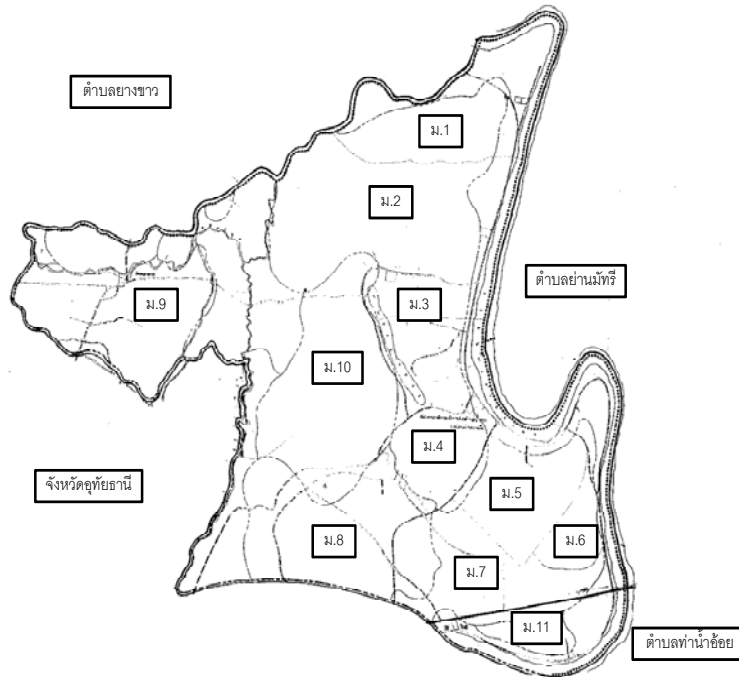 ตำบลยางขาว
ม.1
ม.2
ตำบลย่านมัทรี
ม.3
ม.9
ม.10
ม.4
จังหวัดอุทัยธานี
ม.5
ม.8
ม.6
ม.7
ม.11
ตำบลท่าน้ำอ้อย